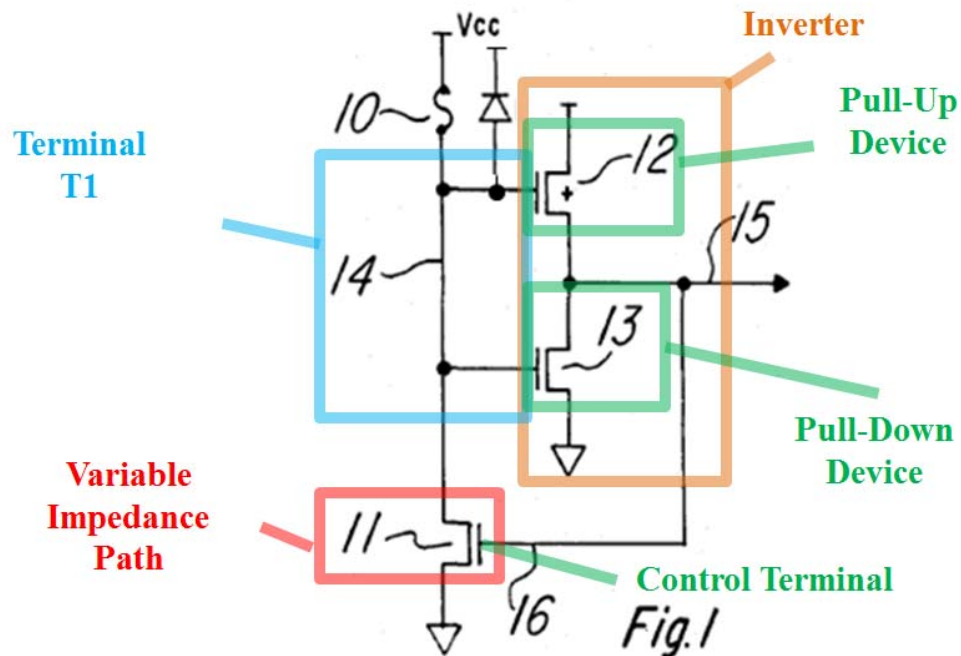 Vcc
Inverter
10
Pull-Up
Device
Terminal
T1
12
15
14
13
Pull-Down
Device
Variable
Impedance
Path
11
16
Control Terminal
Fig.1